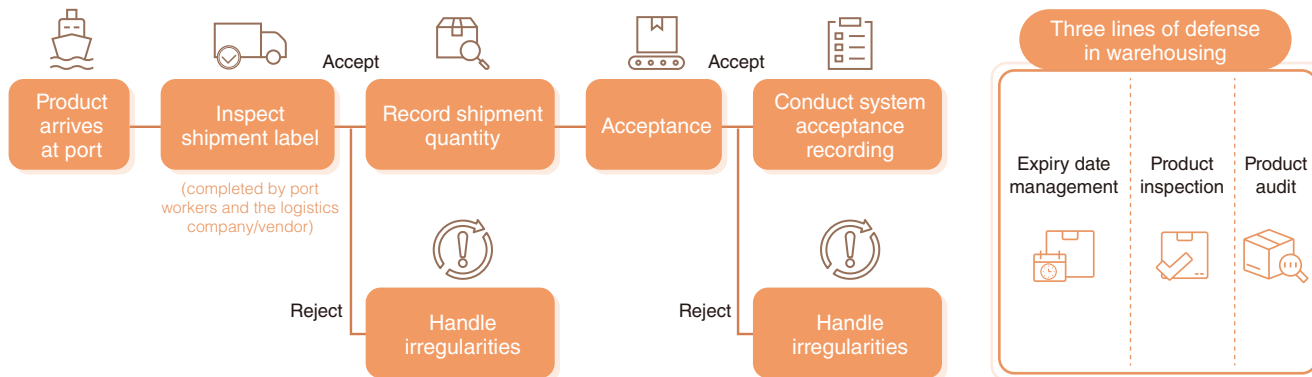 Product
arrives
at port
Inspect
shipment label
(completed by port
workers and the logistics
company/vendor)
Accept
Record shipment
quantity
Reject
Handle
irregularities
Acceptance
Accept
Conduct system
acceptance
recording
Reject
Handle
irregularities
Three lines of defense
in warehousing
Expiry date
management
Product
inspection
Product
audit